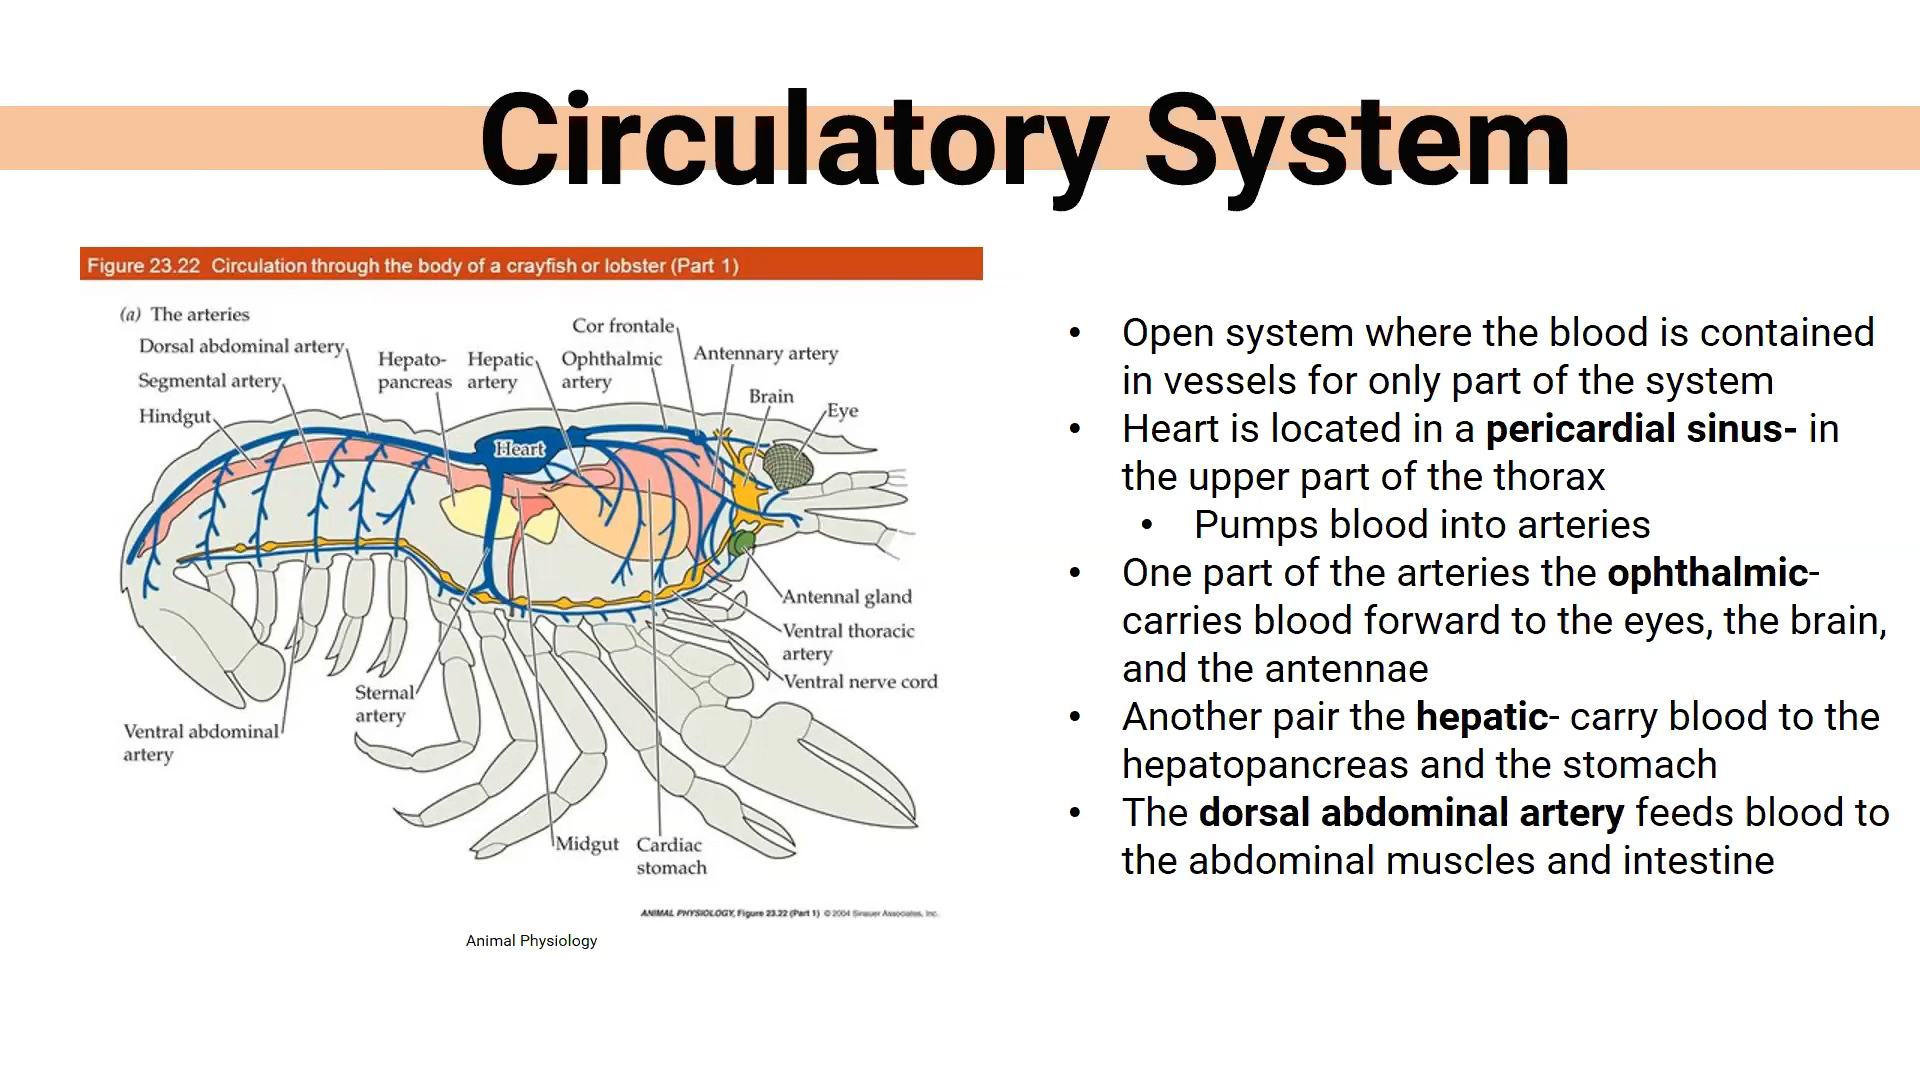 Circulatory System
Figure 23.22 Circulation through the body of a crayfish or lobster (Part 1)
(a) The arteries
Dorsal abdominal artery
Segmental artery
Hindgut
Hepato-
pancreas
Hepatic
artery
Ophthalmic
artery
Cor frontale
Antennary artery
Brain
Eye
Heart
Antennal gland
Ventral thoracic
artery
Ventral nerve cord
Sternal
artery
Ventral abdominal
artery
Midgut
Cardiac
stomach
ANIMAL PHYSIOLOGY, Figure 23.22 (Part 1) © 2004 Sinauer Associates, Inc.
Animal Physiology
• Open system where the blood is contained
in vessels for only part of the system
• Heart is located in a pericardial sinus- in
the upper part of the thorax
• Pumps blood into arteries
• One part of the arteries the ophthalmic-
carries blood forward to the eyes, the brain,
and the antennae
• Another pair the hepatic- carry blood to the
hepatopancreas and the stomach
• The dorsal abdominal artery feeds blood to
the abdominal muscles and intestine